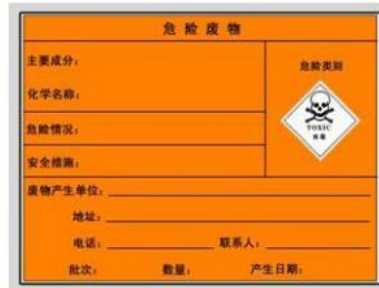 危险废物
主要成分：
危险类别
化学名称：
TOXIC
危险情况：
安全措施：
废物产生单位：
地址：
电话： 联系人：
批次： 数量： 产生日期：